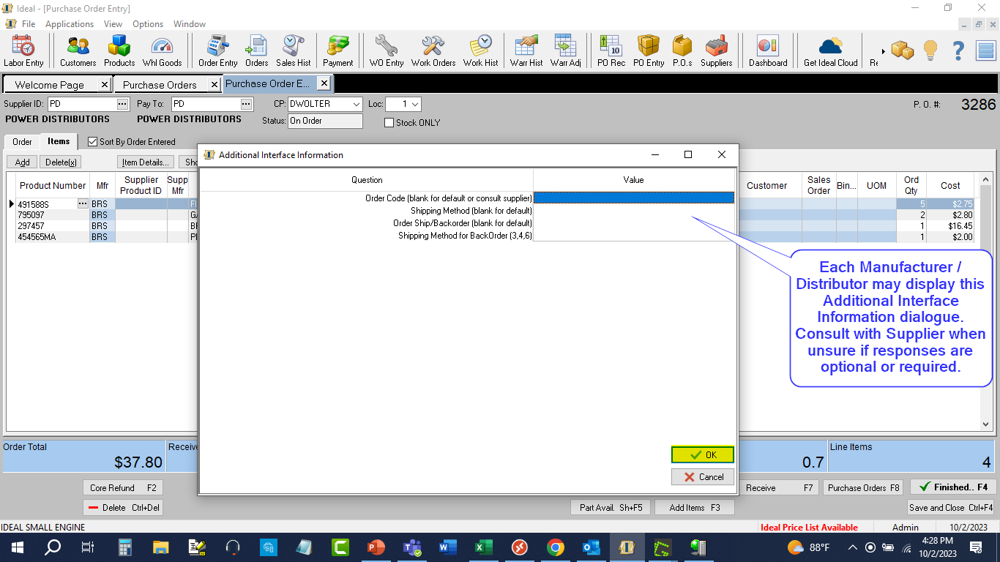 Ideal - [Purchase Order Entry]
File Applications View Options Window
Labor Entry Customers Products Whl Goods Order Entry Orders Sales Hist Payment WO Entry Work Orders Work Hist Warr Hist Warr Adj PO Rec PO Entry P.O.s Suppliers Dashboard Get Ideal Cloud
Welcome Page Purchase Orders Purchase Order E...
Supplier ID: PD Pay To: PD CP: DWOLTER Loc: 1 P. O. #: 3286
POWER DISTRIBUTORS POWER DISTRIBUTORS Status: On Order Stock ONLY
Order Items Sort By Order Entered
Add Delete(x) Item Details... Sho
Product Number Mfr Supplier Product ID Supp Mfr Customer Sales Order Bin... UOM Ord Qty Cost
491588S BRS FI 5 $2.75
795097 BRS GA 2 $2.80
297457 BRS 1 $16.45
454565MA BRS 1 $2.00
Additional Interface Information
Question Value
Order Code (blank for default or consult supplier)
Shipping Method (blank for default)
Order Ship/Backorder (blank for default)
Shipping Method for BackOrder (3,4,6)
OK
Cancel
Each Manufacturer /
Distributor may display this
Additional Interface
Information dialogue.
Consult with Supplier when
unsure if responses are
optional or required.
Order Total Receive Line Items
$37.80 0.7 4
Core Refund F2 Receive F7 Purchase Orders F8 Finished.. F4
Delete Ctrl+Del Part Avail. Sh+F5 Add Items F3 Save and Close Ctrl+F4
IDEAL SMALL ENGINE Ideal Price List Available Admin 10/2/2023
88°F 4:28 PM
10/2/2023